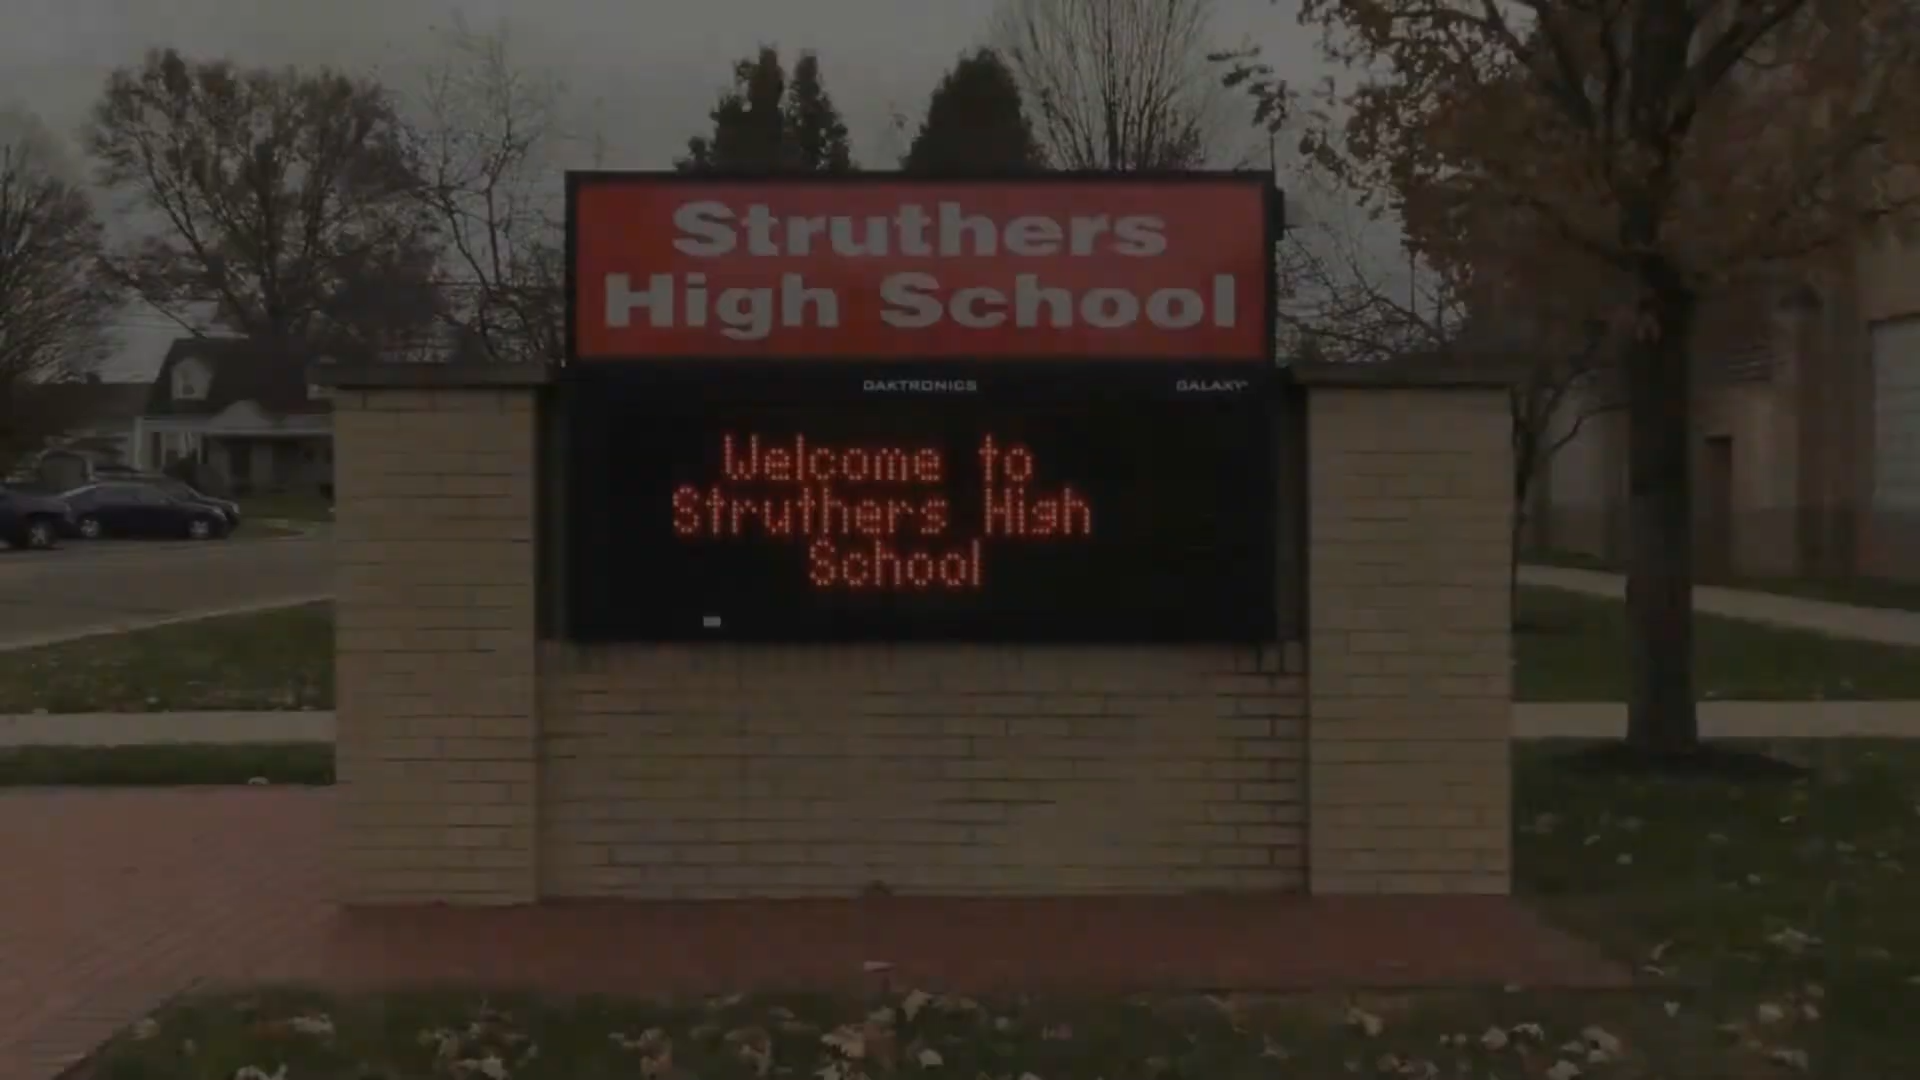 Struthers
High School
DAKTRONICS GALAXY
Welcome to
Struthers High
School